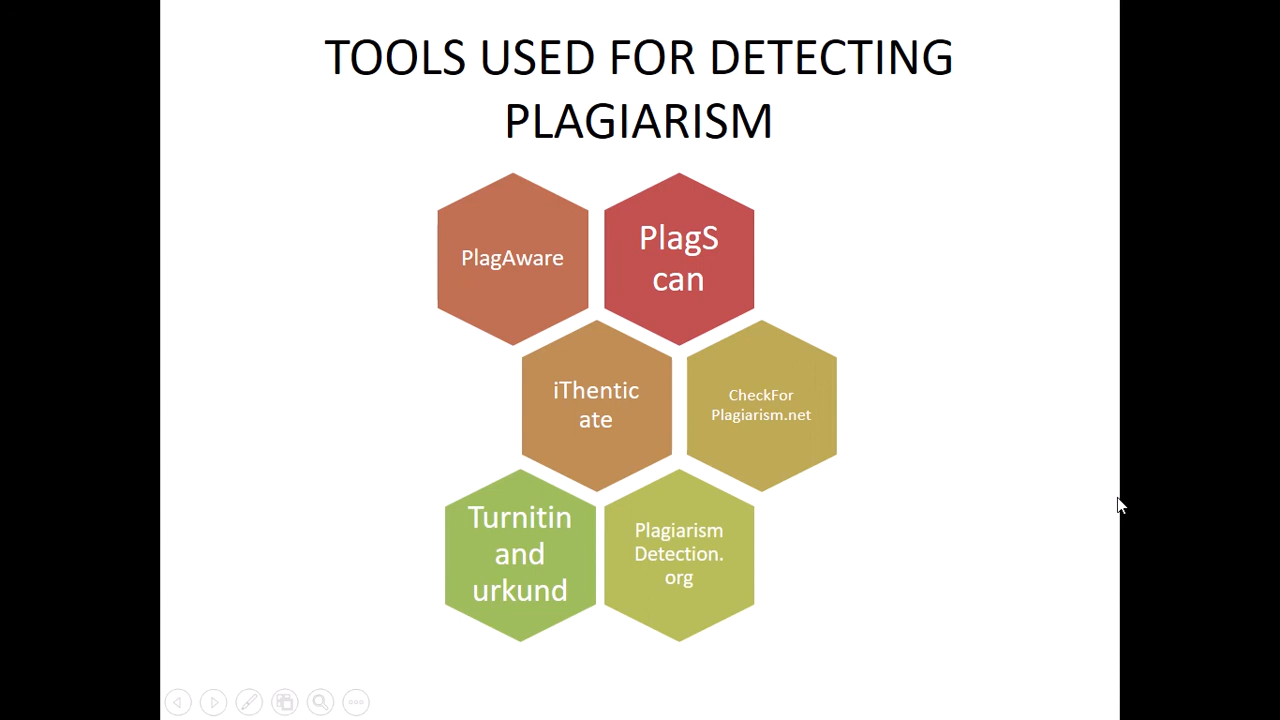 TOOLS USED FOR DETECTING
PLAGIARISM
PlagAware
PlagS
can
iThentic
ate
CheckFor
Plagiarism.net
Turnitin
and
urkund
Plagiarism
Detection.
org